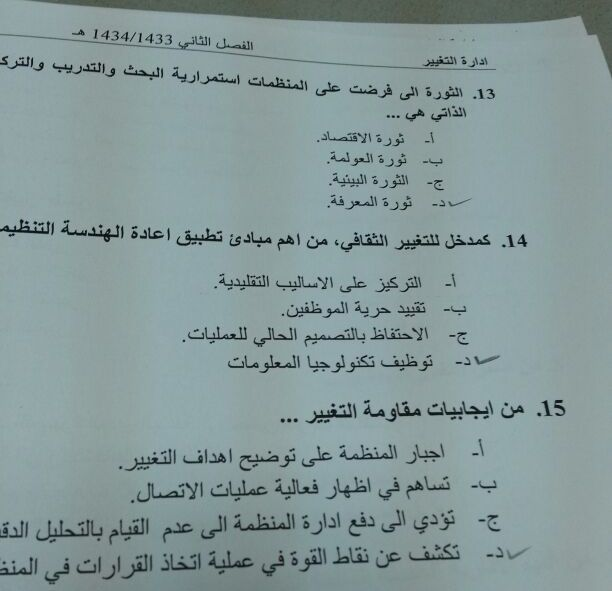 ادارة التغيير
الفصل الثاني 1434/1433 هـ
13. الثورة الى فرضت على المنظمات استمرارية البحث والتدريب
الذاتي هي ...
أ- ثورة الاقتصاد.
ب- ثورة العولمة.
ج- الثورة البيئية.
د- ثورة المعرفة.
14. كمدخل للتغيير الثقافي، من اهم مبادئ تطبيق اعادة الهندسة
أ- التركيز على الاساليب التقليدية.
ب- تقييد حرية الموظفين.
ج- الاحتفاظ بالتصميم الحالي للعمليات.
د- توظيف تكنولوجيا المعلومات
15. من ايجابيات مقاومة التغيير ...
أ- اجبار المنظمة على توضيح اهداف التغيير.
ب- تساهم في اظهار فعالية عمليات الاتصال.
ج- تؤدي الى دفع ادارة المنظمة الى عدم القيام بالتحليل
د- تكشف عن نقاط القوة في عملية اتخاذ القرارات في